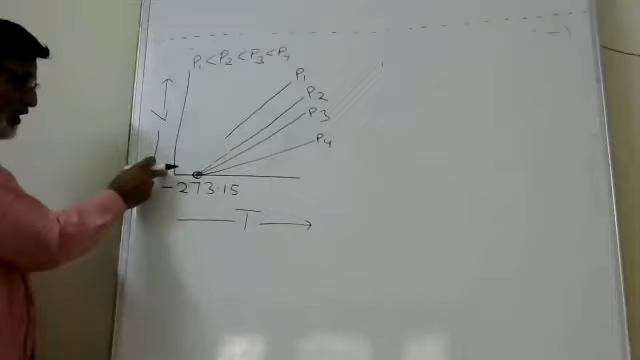 P₁ < P₂ < P₃ < P₄
P₁
P₂
P₃
P₄
V
-273.15
T